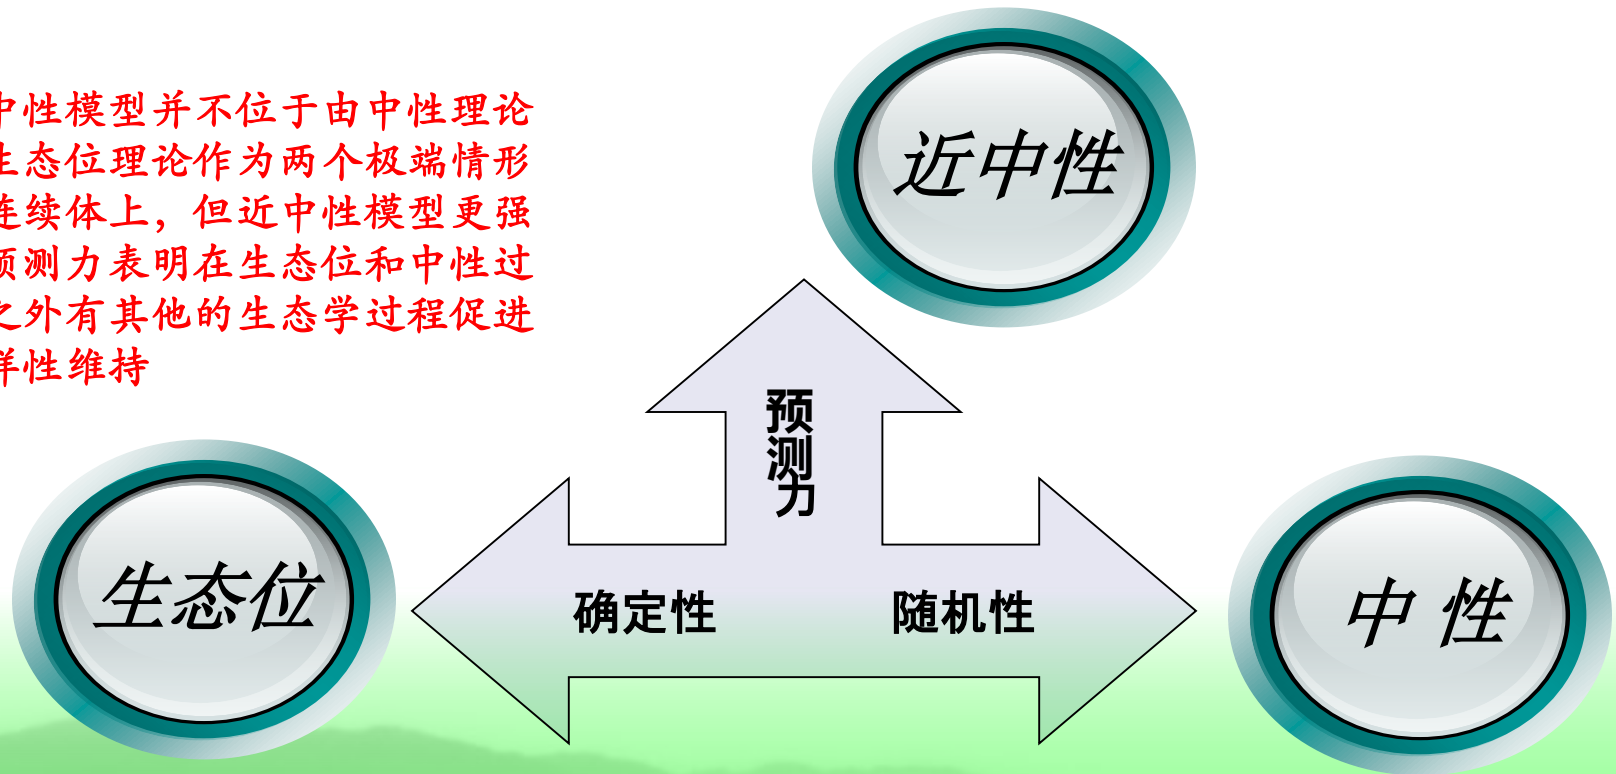 中性模型并不位于由中性理论
生态位理论作为两个极端情形
连续体上，但近中性模型更强
预测力表明在生态位和中性过
之外有其他的生态学过程促进
样性维持
近中性
预测力
生态位
确定性
随机性
中 性